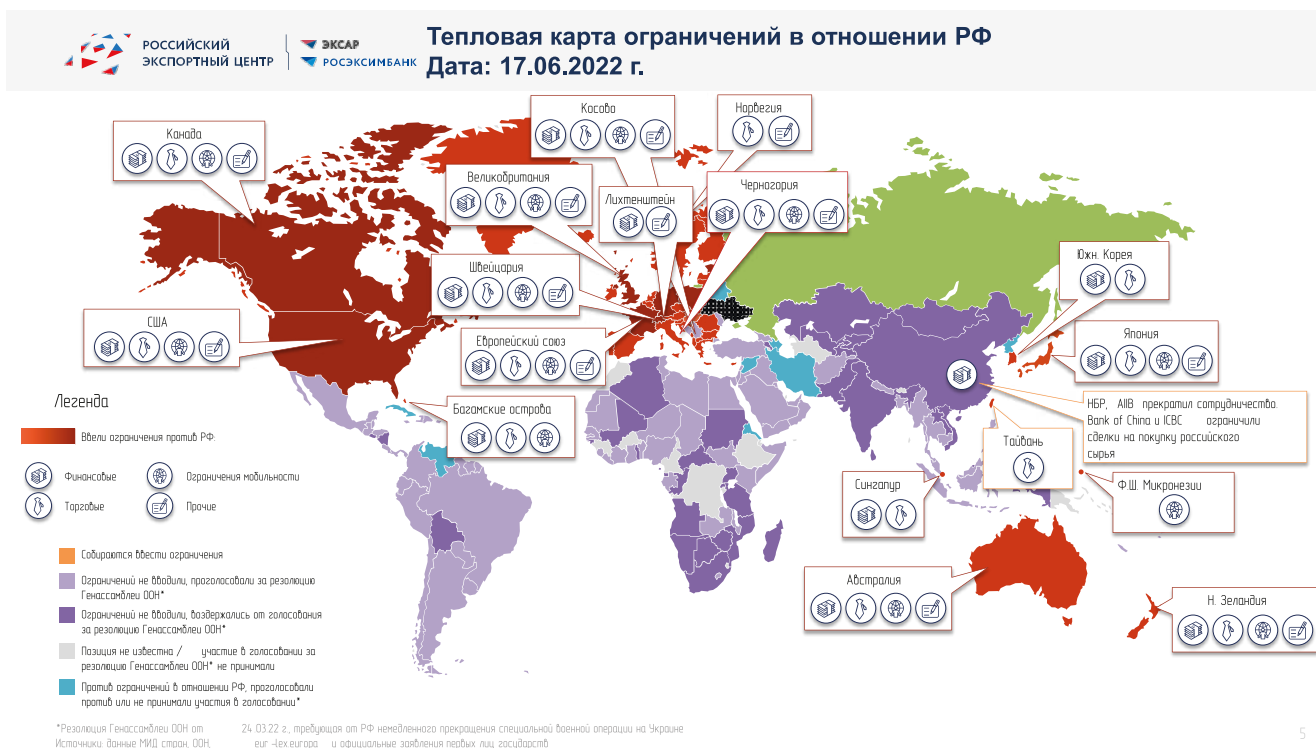 РОССИЙСКИЙ
ЭКСПОРТНЫЙ ЦЕНТР
ЭКСАР
РОСЭКСИМБАНК
Тепловая карта ограничений в отношении РФ
Дата: 17.06.2022 г.
Косово
Норвегия
Канада
Великобритания
Лихтенштейн
Черногория
Швейцария
Южн. Корея
США
Европейский союз
Япония
Багамские острова
НБР, AIIB прекратил сотрудничество.
Bank of China и ICBC ограничили
сделки на покупку российского
сырья
Тайвань
Сингапур
Ф.Ш. Микронезии
Австралия
Н. Зеландия
Легенда
Ввели ограничения против РФ:
Финансовые
Ограничения мобильности
Торговые
Прочие
Собираются ввести ограничения
Ограничений не вводили, проголосовали за резолюцию
Генассамблеи ООН*
Ограничений не вводили, воздержались от голосования
за резолюцию Генассамблеи ООН*
Позиция не известна / участие в голосовании за
резолюцию Генассамблеи ООН* не принимали
Против ограничений в отношении РФ, проголосовали
против или не принимали участия в голосовании*
*Резолюция Генассамблеи ООН от 24.03.22 г., требующая от РФ немедленного прекращения специальной военной операции на Украине
Источники: данные МИД стран, ООН, eur -lex.europa и официальные заявления первых лиц государств
5